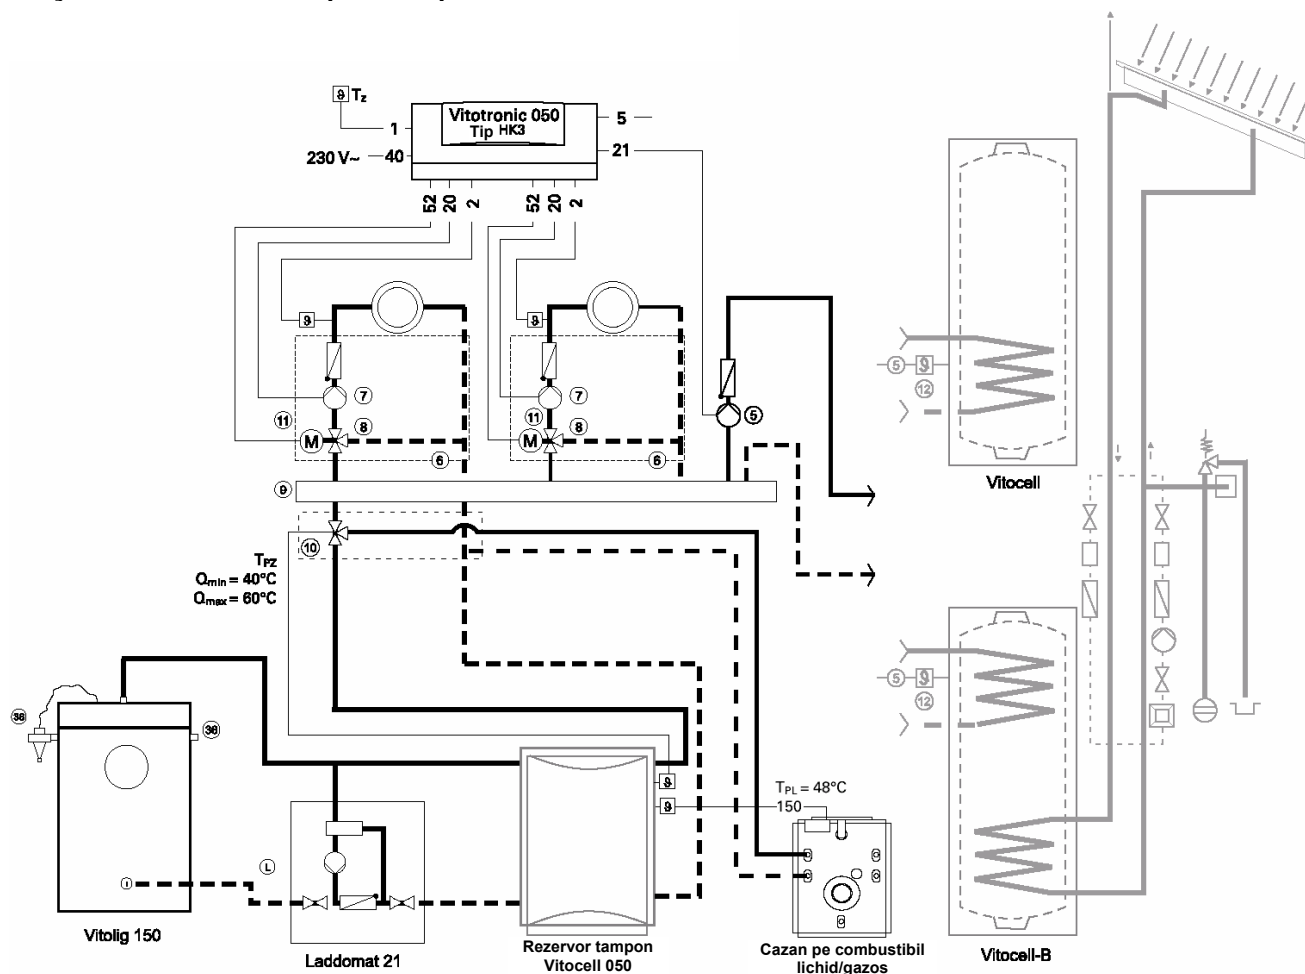 ϑ Tz
Vitotronic 050
Tip HK3
1
5
230 V~
40
21
52
20
2
52
20
2
ϑ
ϑ
7
7
11
8
11
8
5
M
M
6
6
9
10
TPZ
Qmin = 40°C
Qmax = 60°C
5
ϑ
12
Vitocell
5
ϑ
12
36
36
ϑ
ϑ
TPL = 48°C
150
L
Vitolig 150
Laddomat 21
Rezervor tampon
Vitocell 050
Cazan pe combustibil
lichid/gazos
Vitocell-B